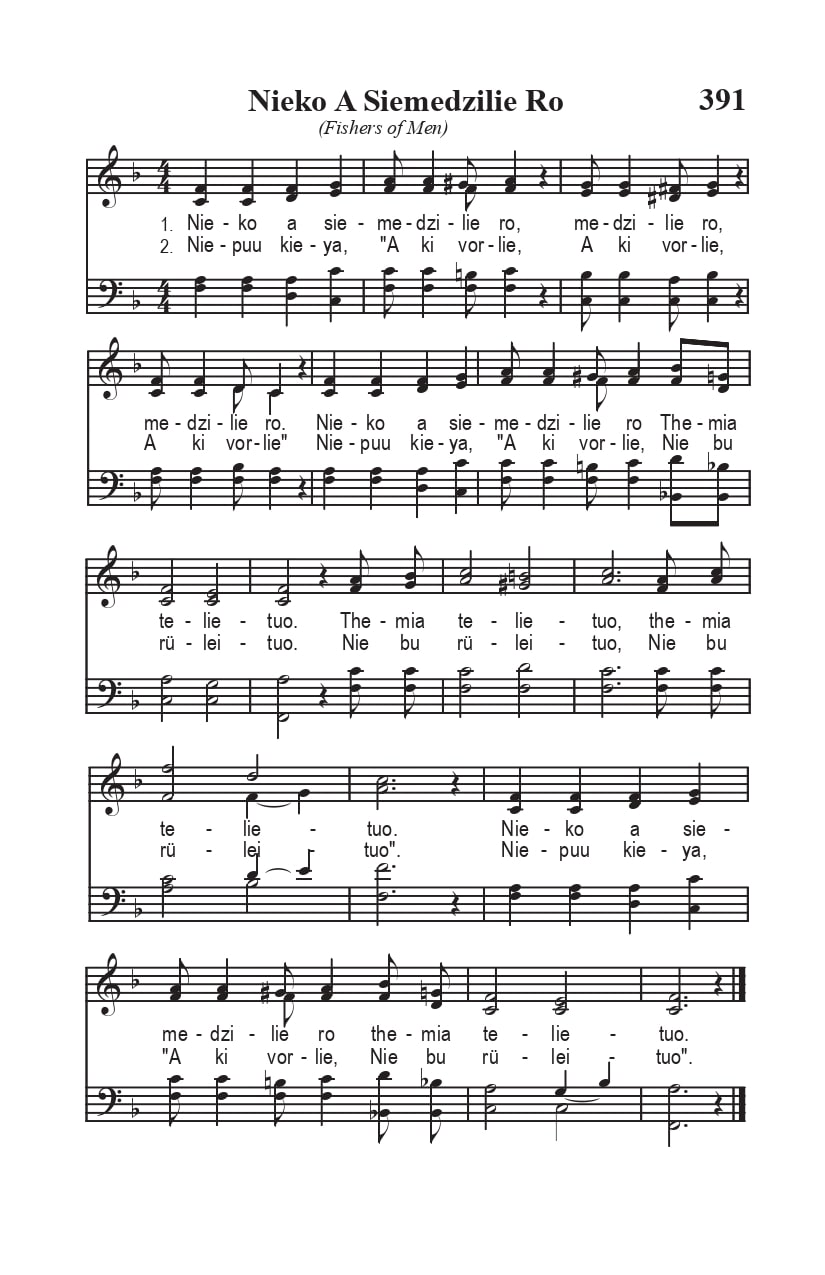 Nieko A Siemedzilie Ro 391
(Fishers of Men)
1. Nie - ko a sie - me - dzi - lie ro, me - dzi - lie ro,
2. Nie - puu kie - ya, "A ki vor - lie, A ki vor - lie,
me - dzi - lie ro. Nie - ko a sie - me - dzi - lie ro The - mia
A ki vor - lie" Nie - puu kie - ya, "A ki vor - lie, Nie bu
te - lie - tuo. The - mia te - lie - tuo, the - mia
rü - lei - tuo. Nie bu rü - lei - tuo, Nie bu
te - lie - tuo. Nie - ko a sie -
rü - lei - tuo". Nie - puu kie - ya,
me - dzi - lie ro the - mia te - lie - tuo.
"A ki vor - lie, Nie bu rü - lei - tuo".